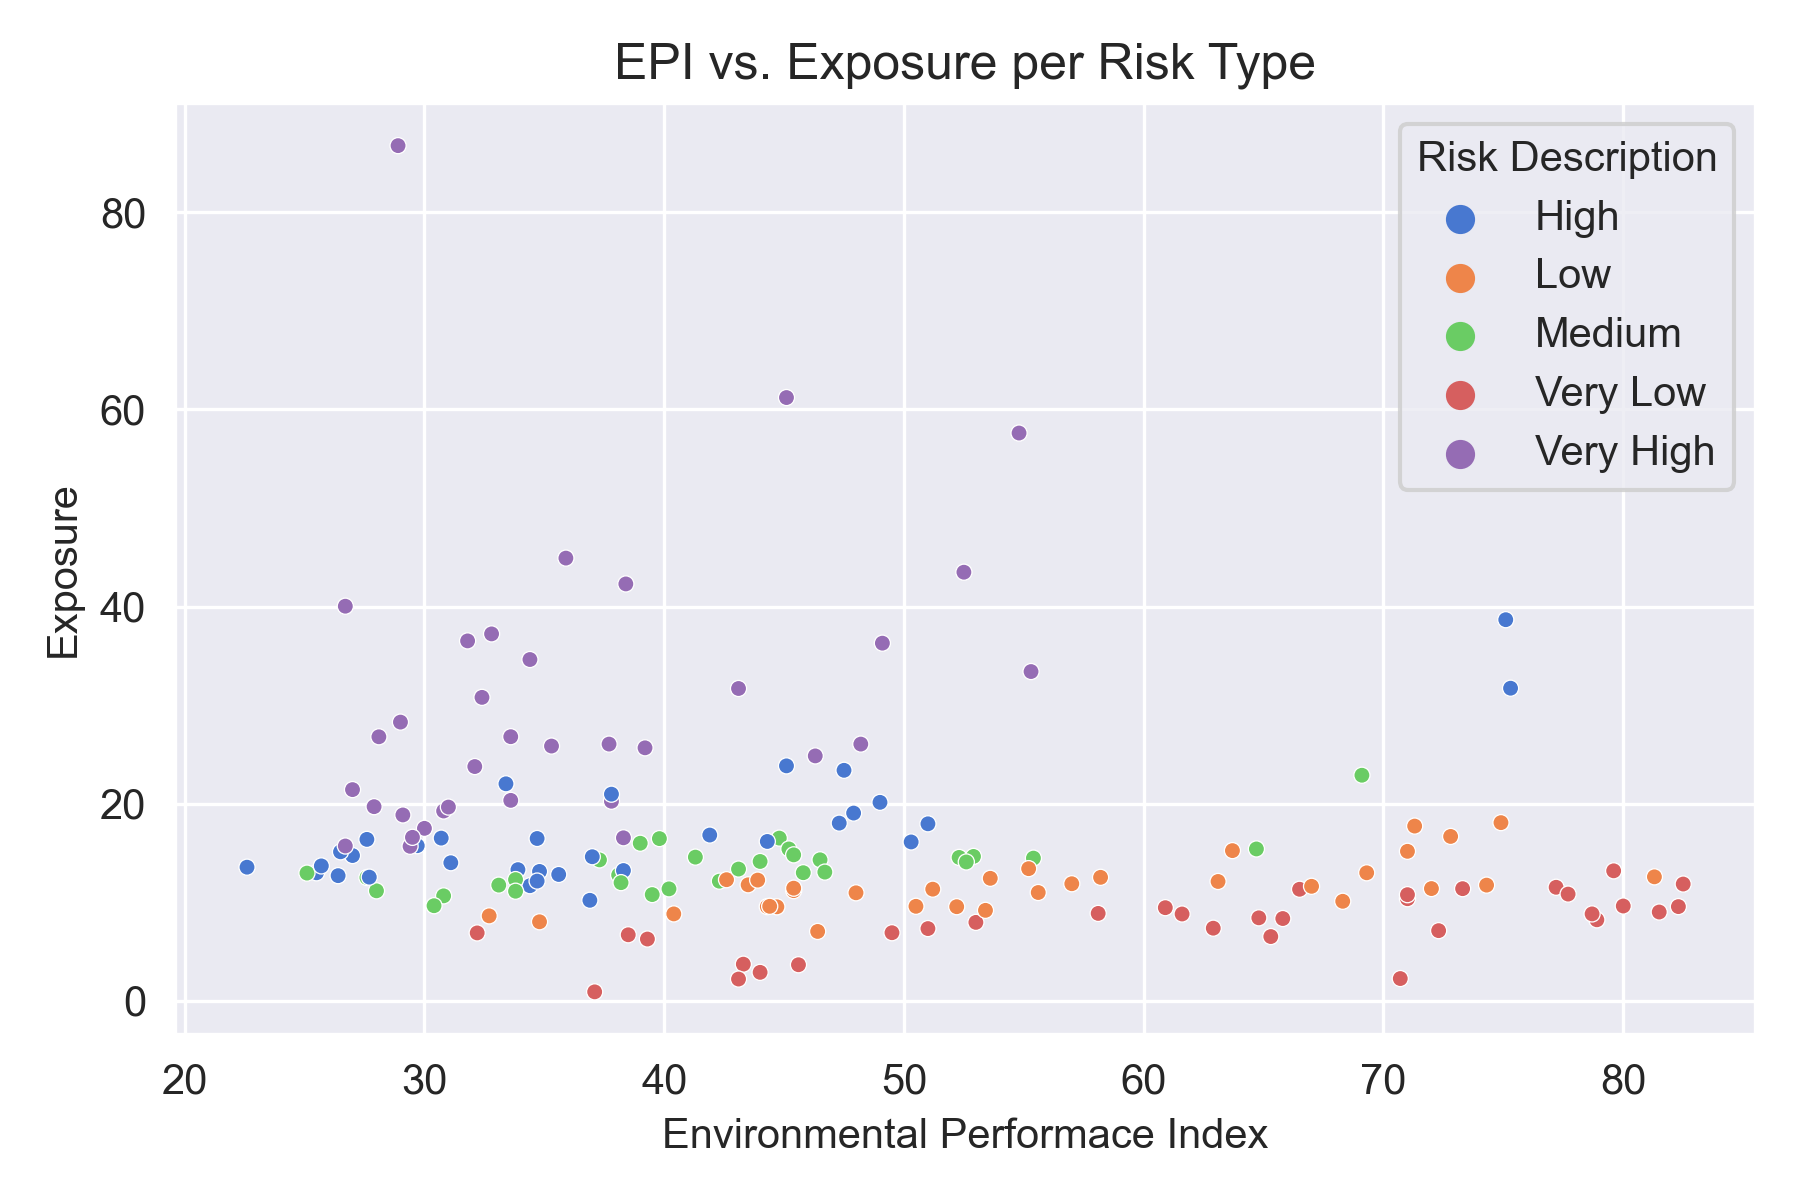 EPI vs. Exposure per Risk Type
Risk Description
High
Low
Medium
Very Low
Very High
Exposure
80
60
40
20
0
20 30 40 50 60 70 80
Environmental Performace Index